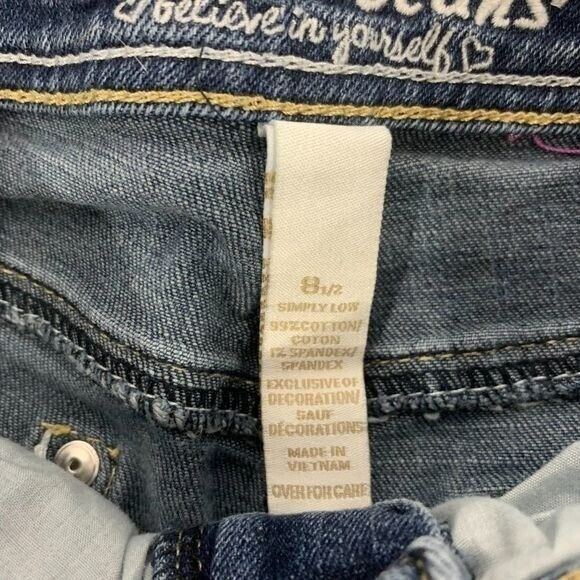 believe in yourself
8 1/2
SIMPLY LOW
99% COTTON/
COTON
1% SPANDEX/
SPANDEX
EXCLUSIVE OF
DECORATION/
SAUF
DÉCORATIONS
MADE IN
VIETNAM
OVER FOR CARE